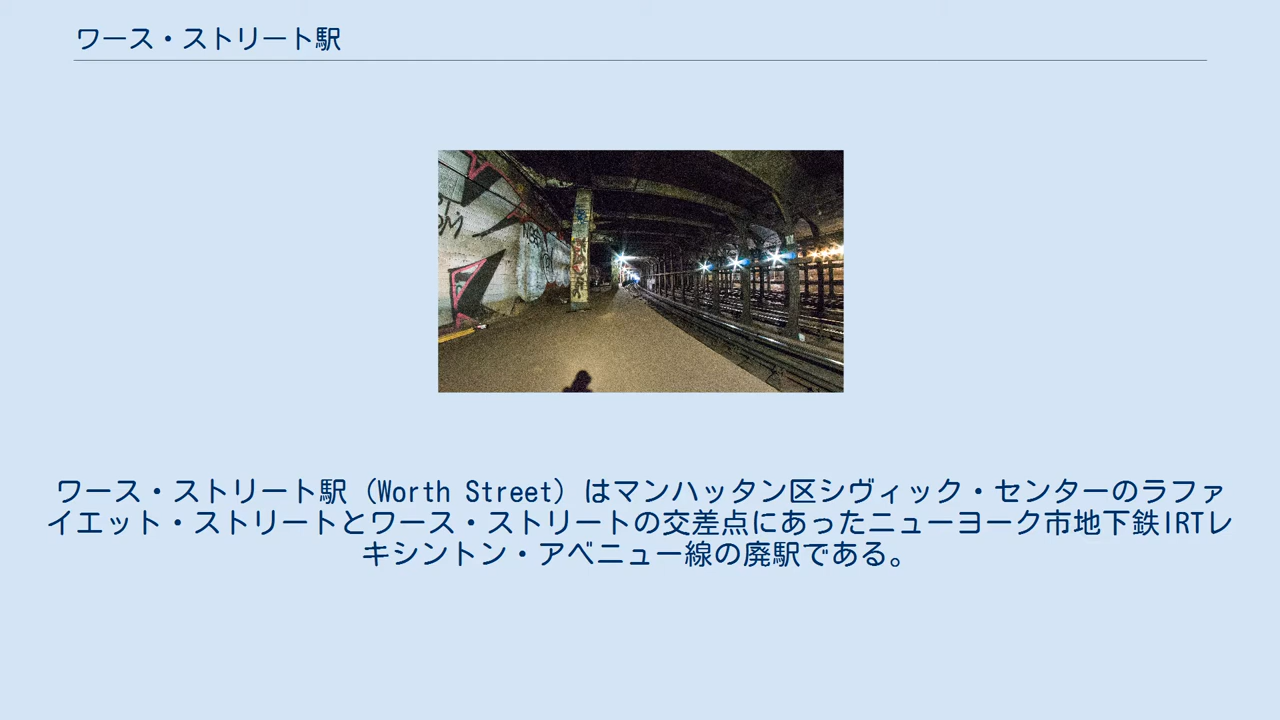 ワース・ストリート駅
ワース・ストリート駅（Worth Street）はマンハッタン区シヴィック・センターのラファ
イエット・ストリートとワース・ストリートの交差点にあったニューヨーク市地下鉄IRTレ
キシントン・アベニュー線の廃駅である。